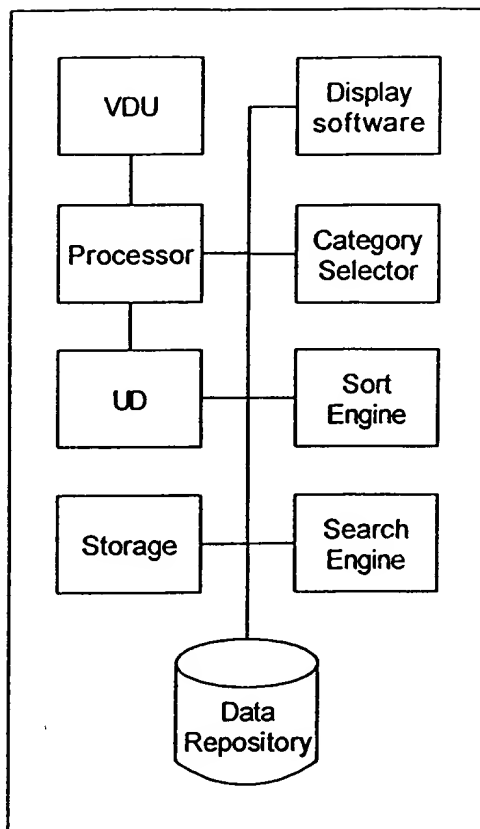 VDU
Display
software
Processor
Category
Selector
UD
Sort
Engine
Storage
Search
Engine
Data
Repository